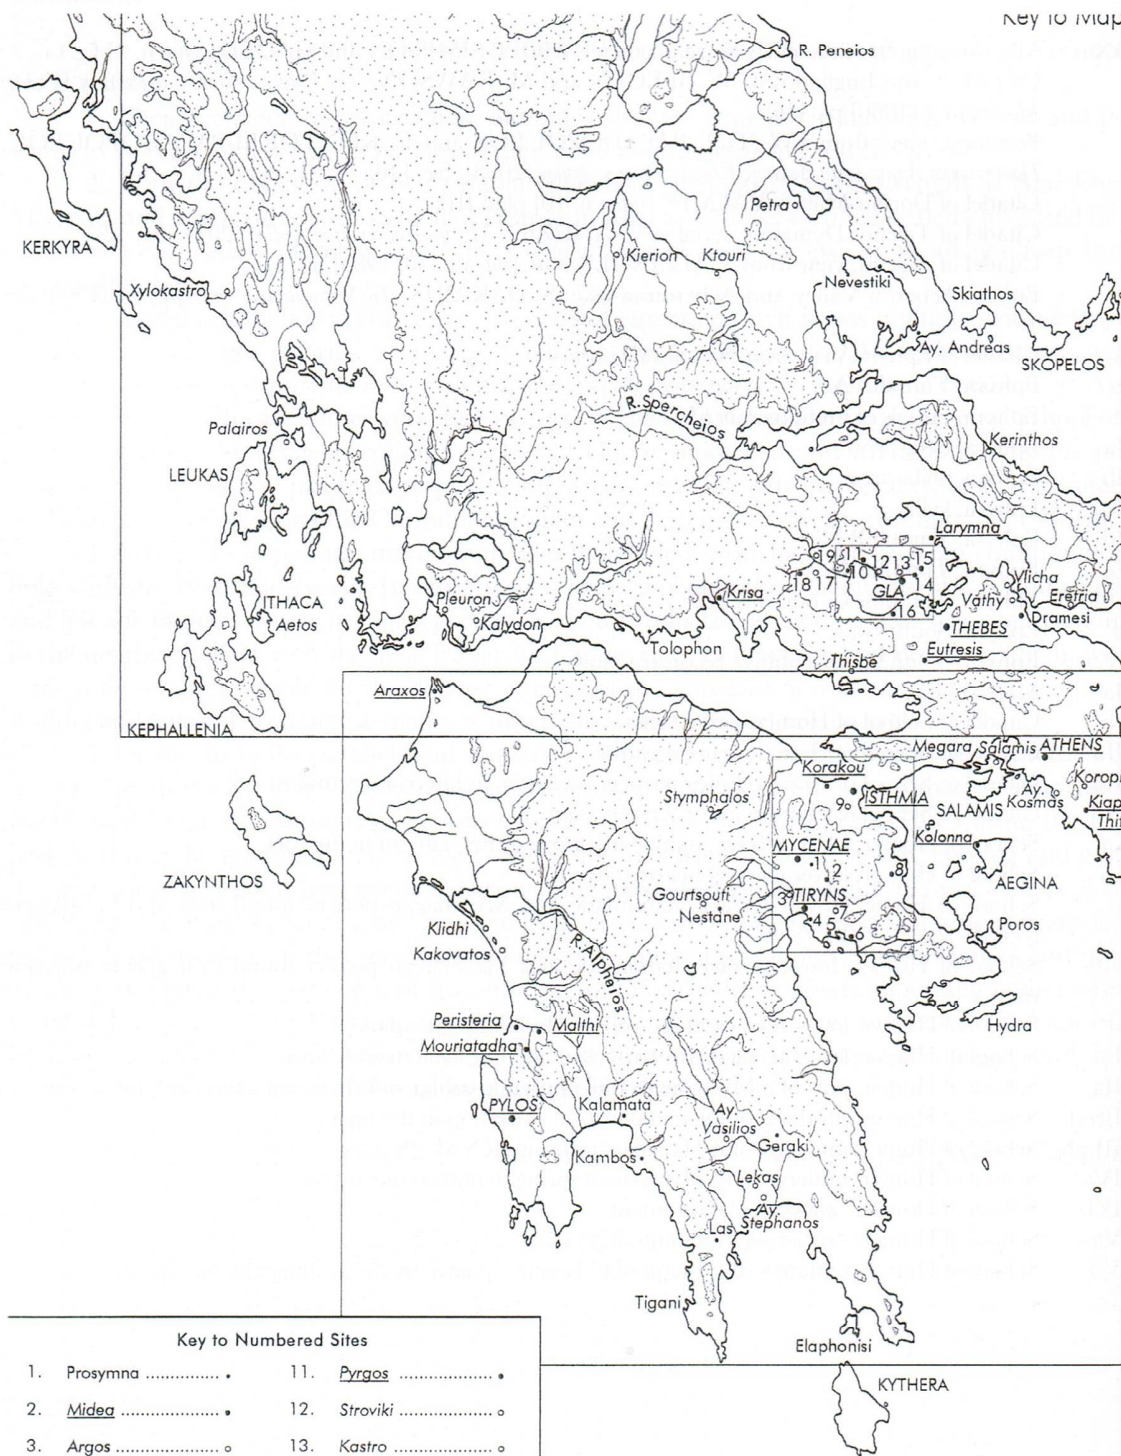 Key to Map
R. Peneios
Petra
KERKYRA
Kierion
Ktouri
Nevestiki
Xylokastro
Skiathos
Ay. Andreas
SKOPELOS
R. Spercheios
Palairos
Kerinthos
LEUKAS
Larymna
19 11 12 13 15
18 17 10 GLA 14
16
Vlicha
Vathy Eretria
Krisa
ITHACA
Aetos
Pleuron
Kalydon
Dramesi
THEBES
Tolophon
Eutresis
Thisbe
Araxos
KEPHALLENIA
Megara Salamis ATHENS
Korakou
Ay. Kosmas
Stymphalos
9 ISTHMIA
SALAMIS
Kolonna
MYCENAE
1
2
8
ZAKYNTHOS
AEGINA
Gourtsouli
Nestane
3 TIRYNS
7
4
5
6
Poros
Klidhi
Kakovatos
R. Alpheios
Hydra
Peristeria
Malthi
Mouriatadha
PYLOS
Kalamata
Ay. Vasilios
Geraki
Kambos
Lekas
Ay. Stephanos
Las
Tigani
Elaphonisi
KYTHERA
Key to Numbered Sites
1. Prosymna 11. Pyrgos
2. Midea 12. Stroviki
3. Argos 13. Kastro